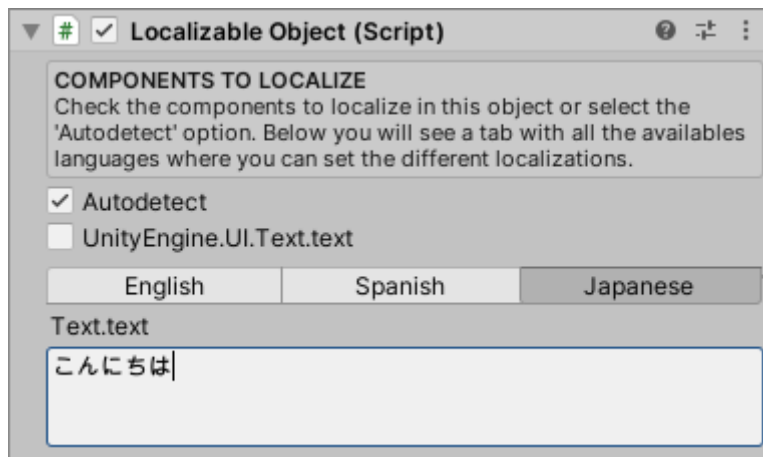 Localizable Object (Script)
COMPONENTS TO LOCALIZE
Check the components to localize in this object or select the
'Autodetect' option. Below you will see a tab with all the availables
languages where you can set the different localizations.
Autodetect
UnityEngine.UI.Text.text
English Spanish Japanese
Text.text
こんにちは